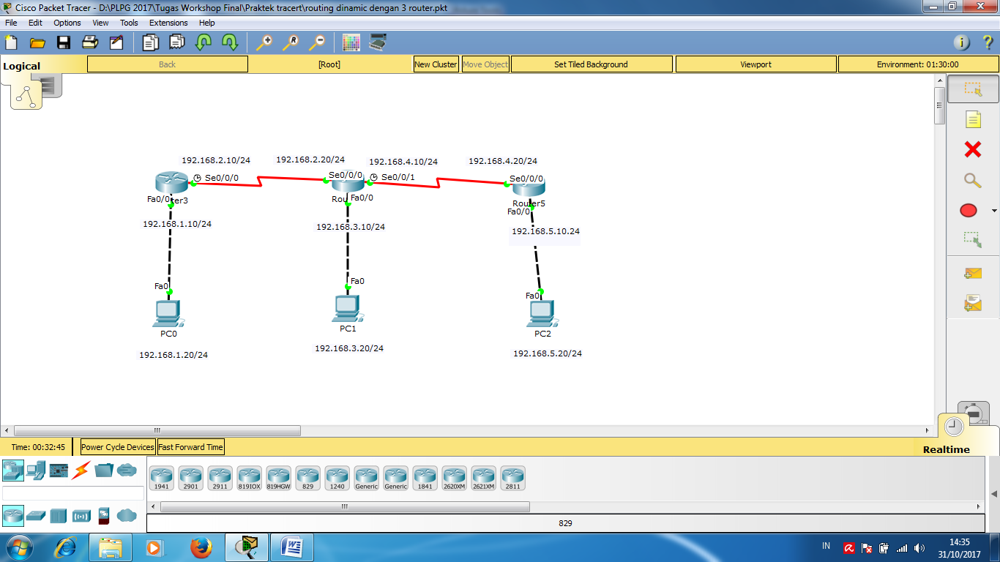 Cisco Packet Tracer - D:\PLPG 2017\Tugas Workshop Final\Praktek tracert\routing dinamic dengan 3 router.pkt
File Edit Options View Tools Extensions Help
Logical Back [Root] New Cluster Move Object Set Tiled Background Viewport Environment: 01:30:00
192.168.2.10/24 192.168.2.20/24 192.168.4.10/24 192.168.4.20/24
Se0/0/0 Se0/0/0 Se0/0/1 Se0/0/0
Fa0/0 ter3 Rou Fa0/0 Router5
Fa0/0
192.168.1.10/24 192.168.3.10/24 192.168.5.10.24
Fa0 Fa0 Fa0
PC0 PC1 PC2
192.168.1.20/24 192.168.3.20/24 192.168.5.20/24
Time: 00:32:45 Power Cycle Devices Fast Forward Time Realtime
1941 2901 2911 819IOX 819HGW 829 1240 Generic Generic 1841 2620XM 2621XM 2811
829
IN 14:35
31/10/2017